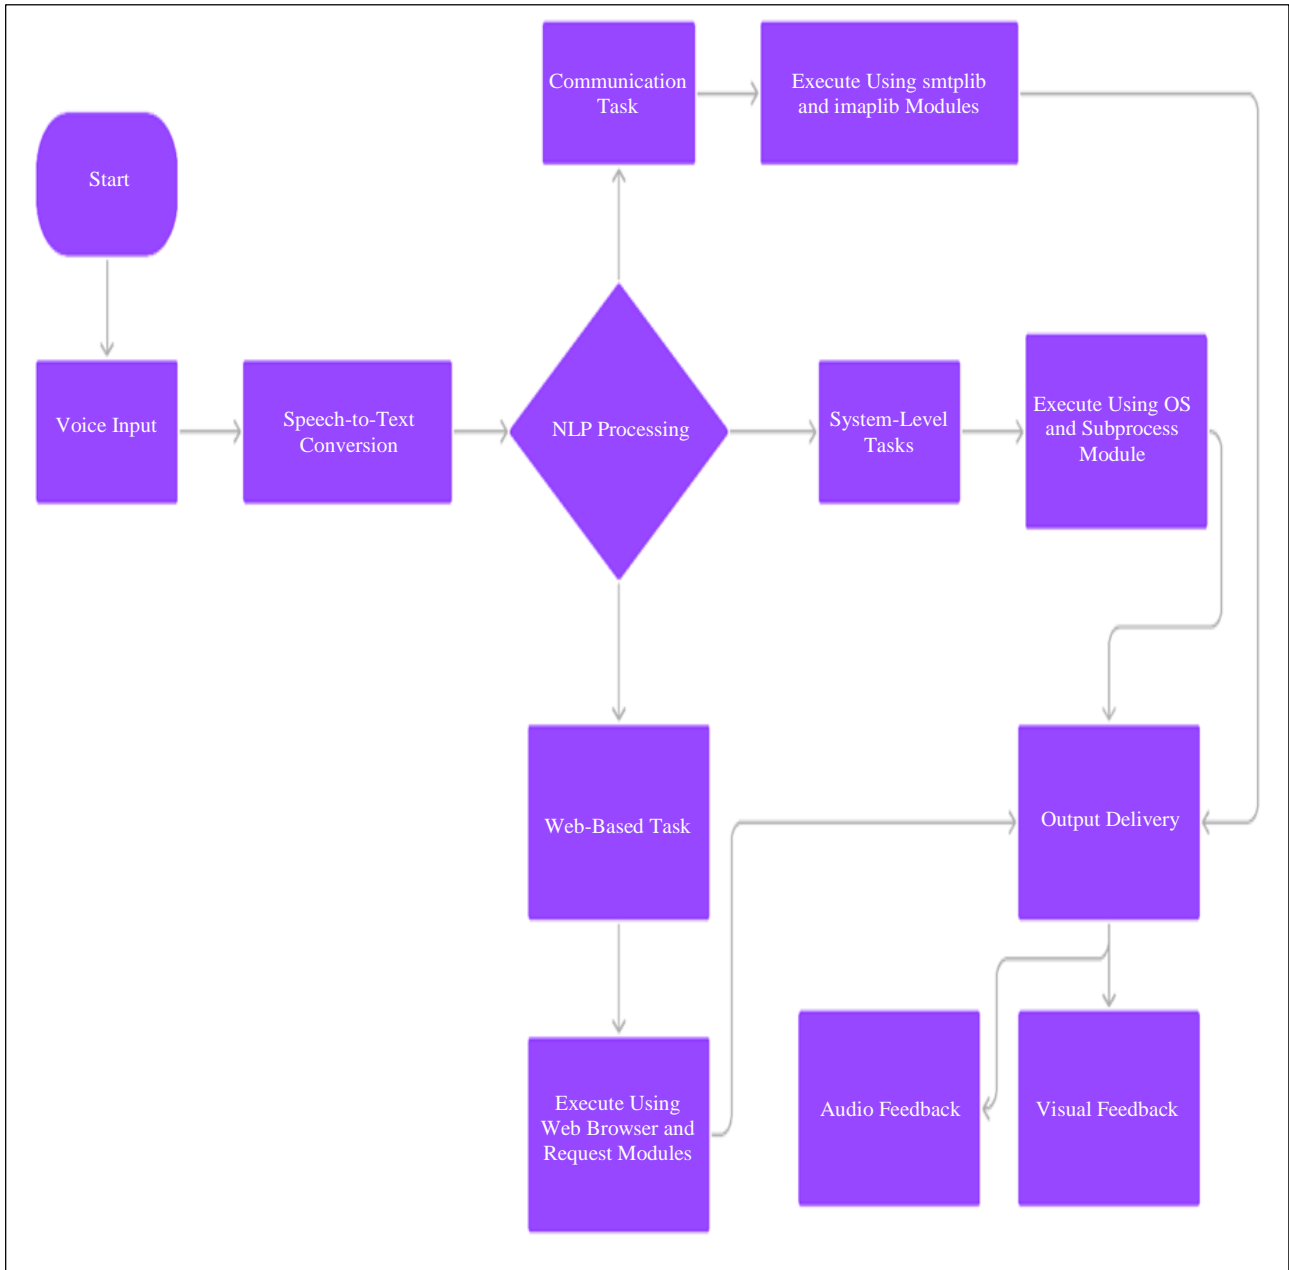 Communication
Task
Execute Using smtplib
and imaplib Modules
Start
Voice Input
Speech-to-Text
Conversion
NLP Processing
System-Level
Tasks
Execute Using OS
and Subprocess
Module
Web-Based Task
Output Delivery
Execute Using
Web Browser and
Request Modules
Audio Feedback
Visual Feedback